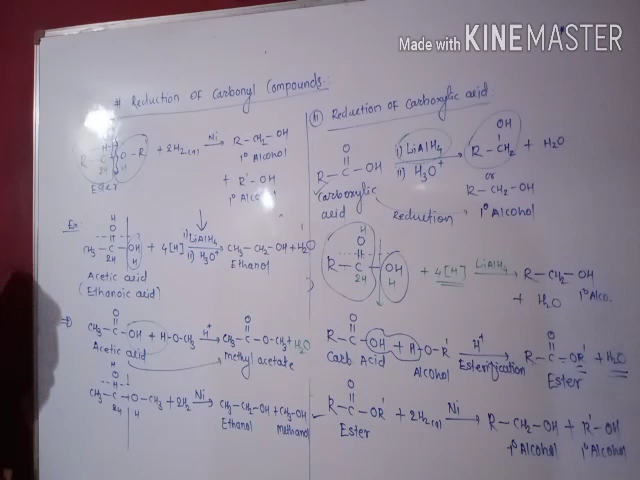 Made with KINEMASTER
# Reduction of Carbonyl Compounds:
H
H H
R-C-O-R' + 2H₂(g) Ni→ R-CH₂-OH
2H H
1° Alcohol
Ester
+ R'-OH
1° Alco
Ex:
H
O
H
CH₃-C-OH + 4[H] i) LiAlH₄ ii) H₃O⁺→ CH₃-CH₂-OH + H₂O
2H H
Ethanol
Acetic acid
(Ethanoic acid)
O
CH₃-C-OH + H-O-CH₃ H⁺→ CH₃-C-O-CH₃ + H₂O
O
Acetic acid
methyl acetate
H
O
H
CH₃-C-O-CH₃ + 2H₂ Ni→ CH₃-CH₂-OH + CH₃-OH
2H H
Ethanol Methanol
Reduction of Carboxylic acid:
OH
O
R-C-OH i) LiAlH₄ ii) H₃O⁺→ R-CH₂ + H₂O
or
Carboxylic acid
R-CH₂-OH
Reduction
1° Alcohol
H
O
H
R-C-OH + 4[H] LiAlH₄→ R-CH₂-OH
2H H
1° Alco.
+ H₂O
O
R-C-OH + H-O-R' H⁺→ R-C-OR' + H₂O
O
Carb Acid Alcohol Esterification Ester
O
R-C-OR' + 2H₂(g) Ni→ R-CH₂-OH + R'-OH
Ester
1° Alcohol 1° Alcohol